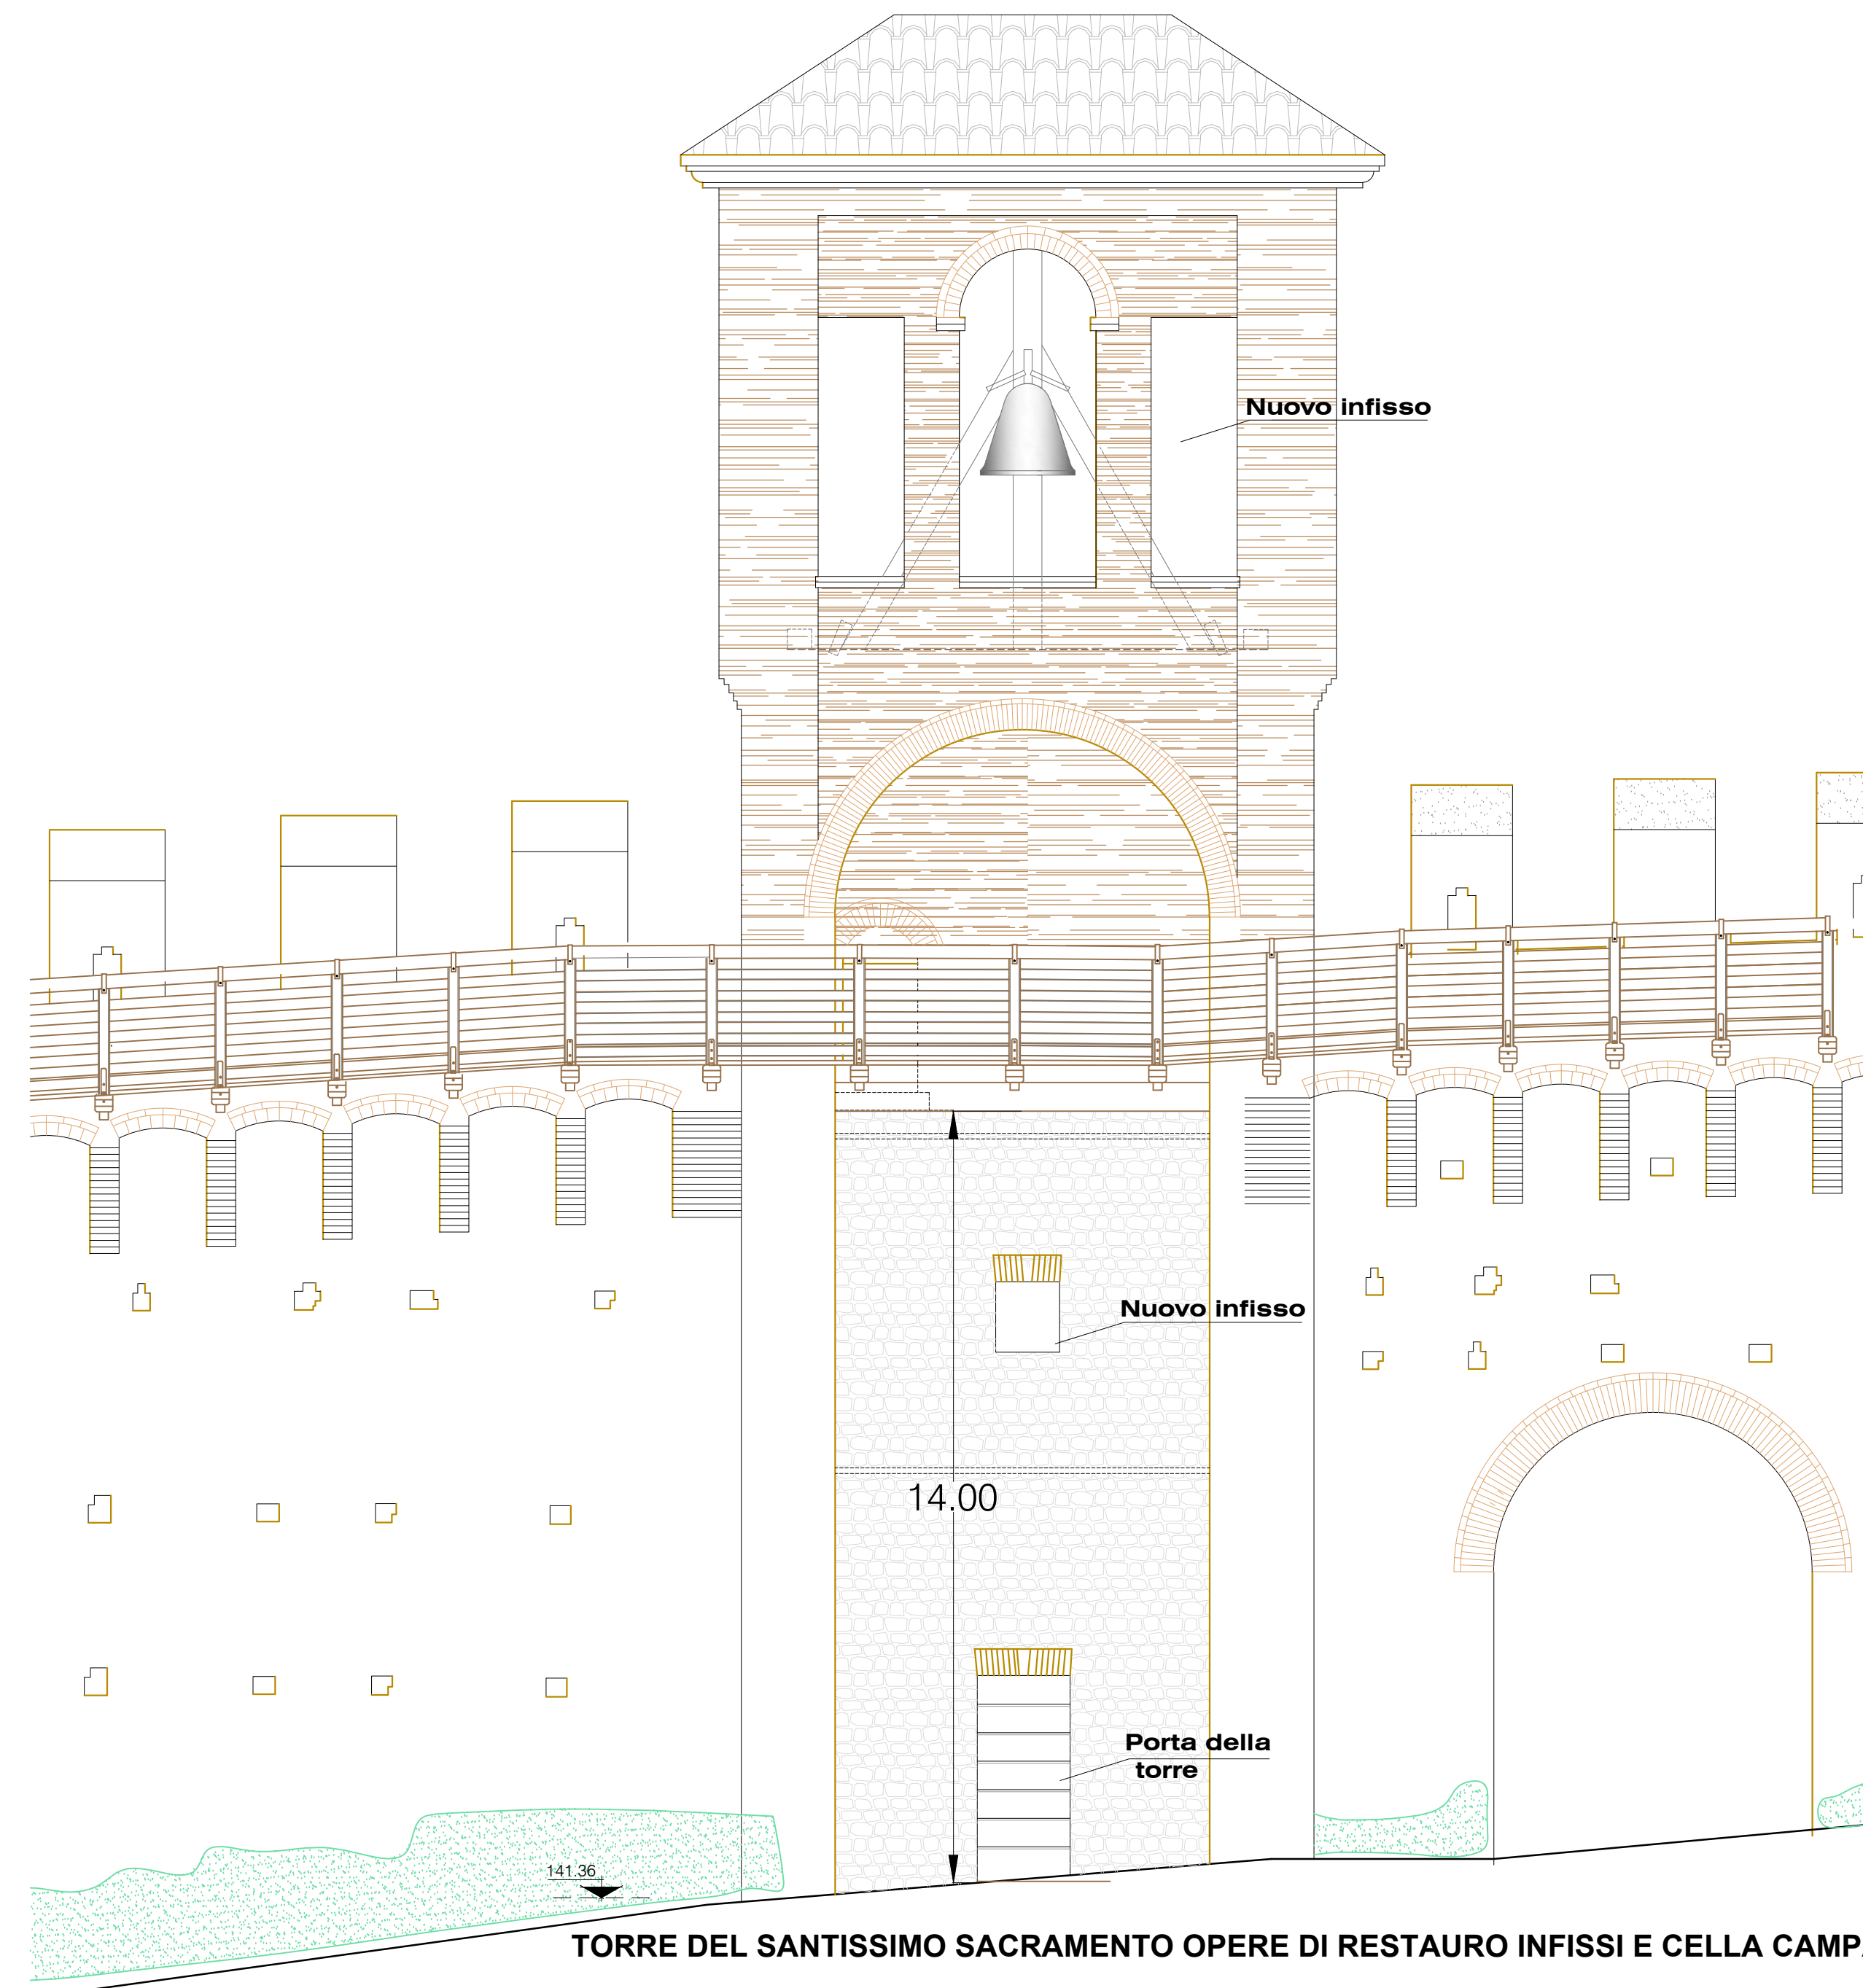 Nuovo infisso
Nuovo infisso
14.00
Porta della
torre
141.36
TORRE DEL SANTISSIMO SACRAMENTO OPERE DI RESTAURO INFISSI E CELLA